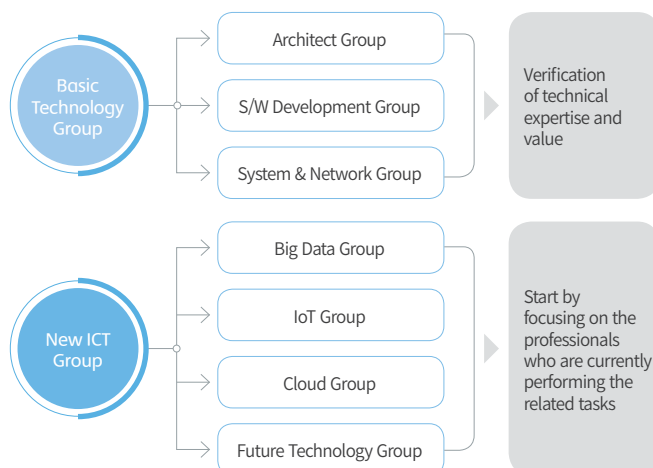 Basic
Technology
Group
Architect Group
S/W Development Group
System & Network Group
Verification
of technical
expertise and
value
New ICT
Group
Big Data Group
IoT Group
Cloud Group
Future Technology Group
Start by
focusing on the
professionals
who are currently
performing the
related tasks